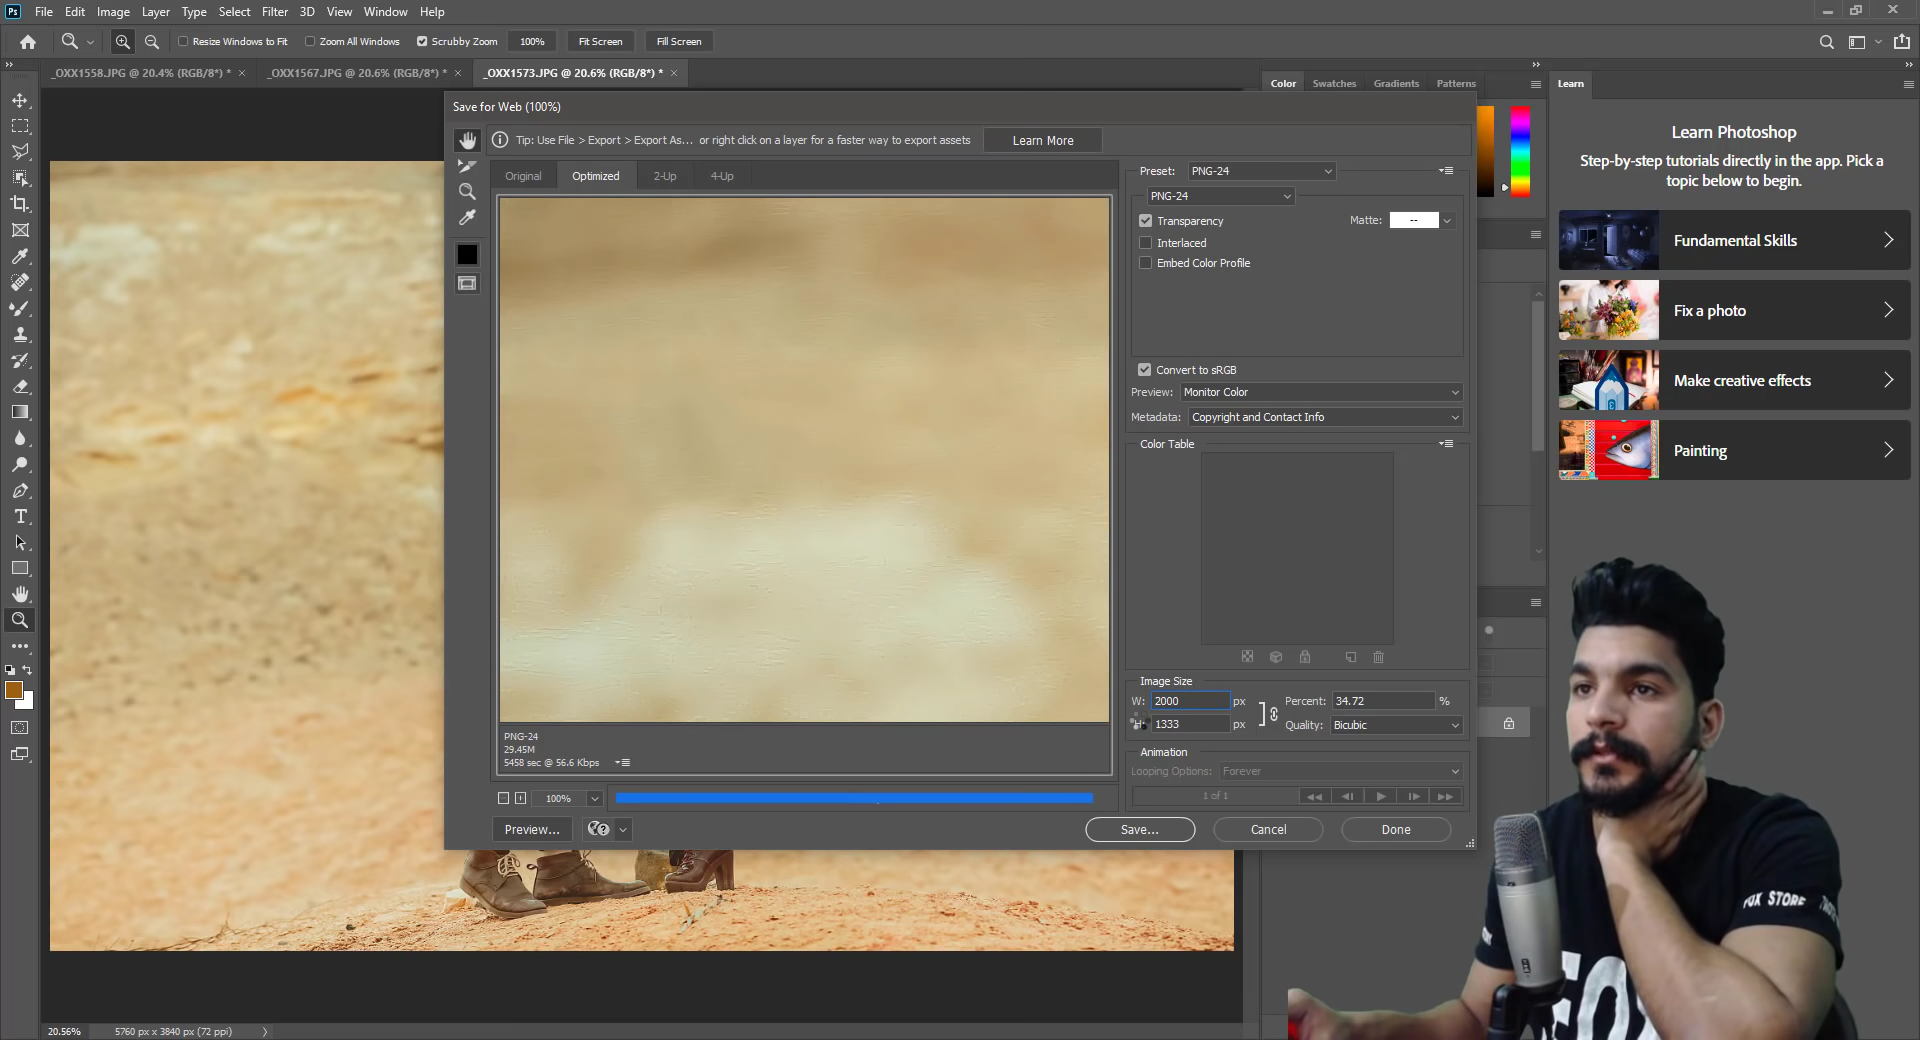 Ps File Edit Image Layer Type Select Filter 3D View Window Help
Resize Windows to Fit Zoom All Windows Scrubby Zoom 100% Fit Screen Fill Screen
_OXX1558.JPG @ 20.4% (RGB/8*) * × _OXX1567.JPG @ 20.6% (RGB/8*) * × _OXX1573.JPG @ 20.6% (RGB/8*) * ×
Color Swatches Gradients Patterns
Learn
Save for Web (100%)
Tip: Use File > Export > Export As... or right click on a layer for a faster way to export assets
Learn More
Original Optimized 2-Up 4-Up
Preset: PNG-24
PNG-24
Transparency
Matte: --
Interlaced
Embed Color Profile
Convert to sRGB
Preview: Monitor Color
Metadata: Copyright and Contact Info
Color Table
Image Size
W: 2000 px Percent: 34.72 %
H: 1333 px Quality: Bicubic
Animation
Looping Options: Forever
1 of 1
PNG-24
29.45M
5458 sec @ 56.6 Kbps
100%
Preview...
Save... Cancel Done
Learn Photoshop
Step-by-step tutorials directly in the app. Pick a
topic below to begin.
Fundamental Skills
Fix a photo
Make creative effects
Painting
FOX STORE
20.56% 5760 px x 3840 px (72 ppi)